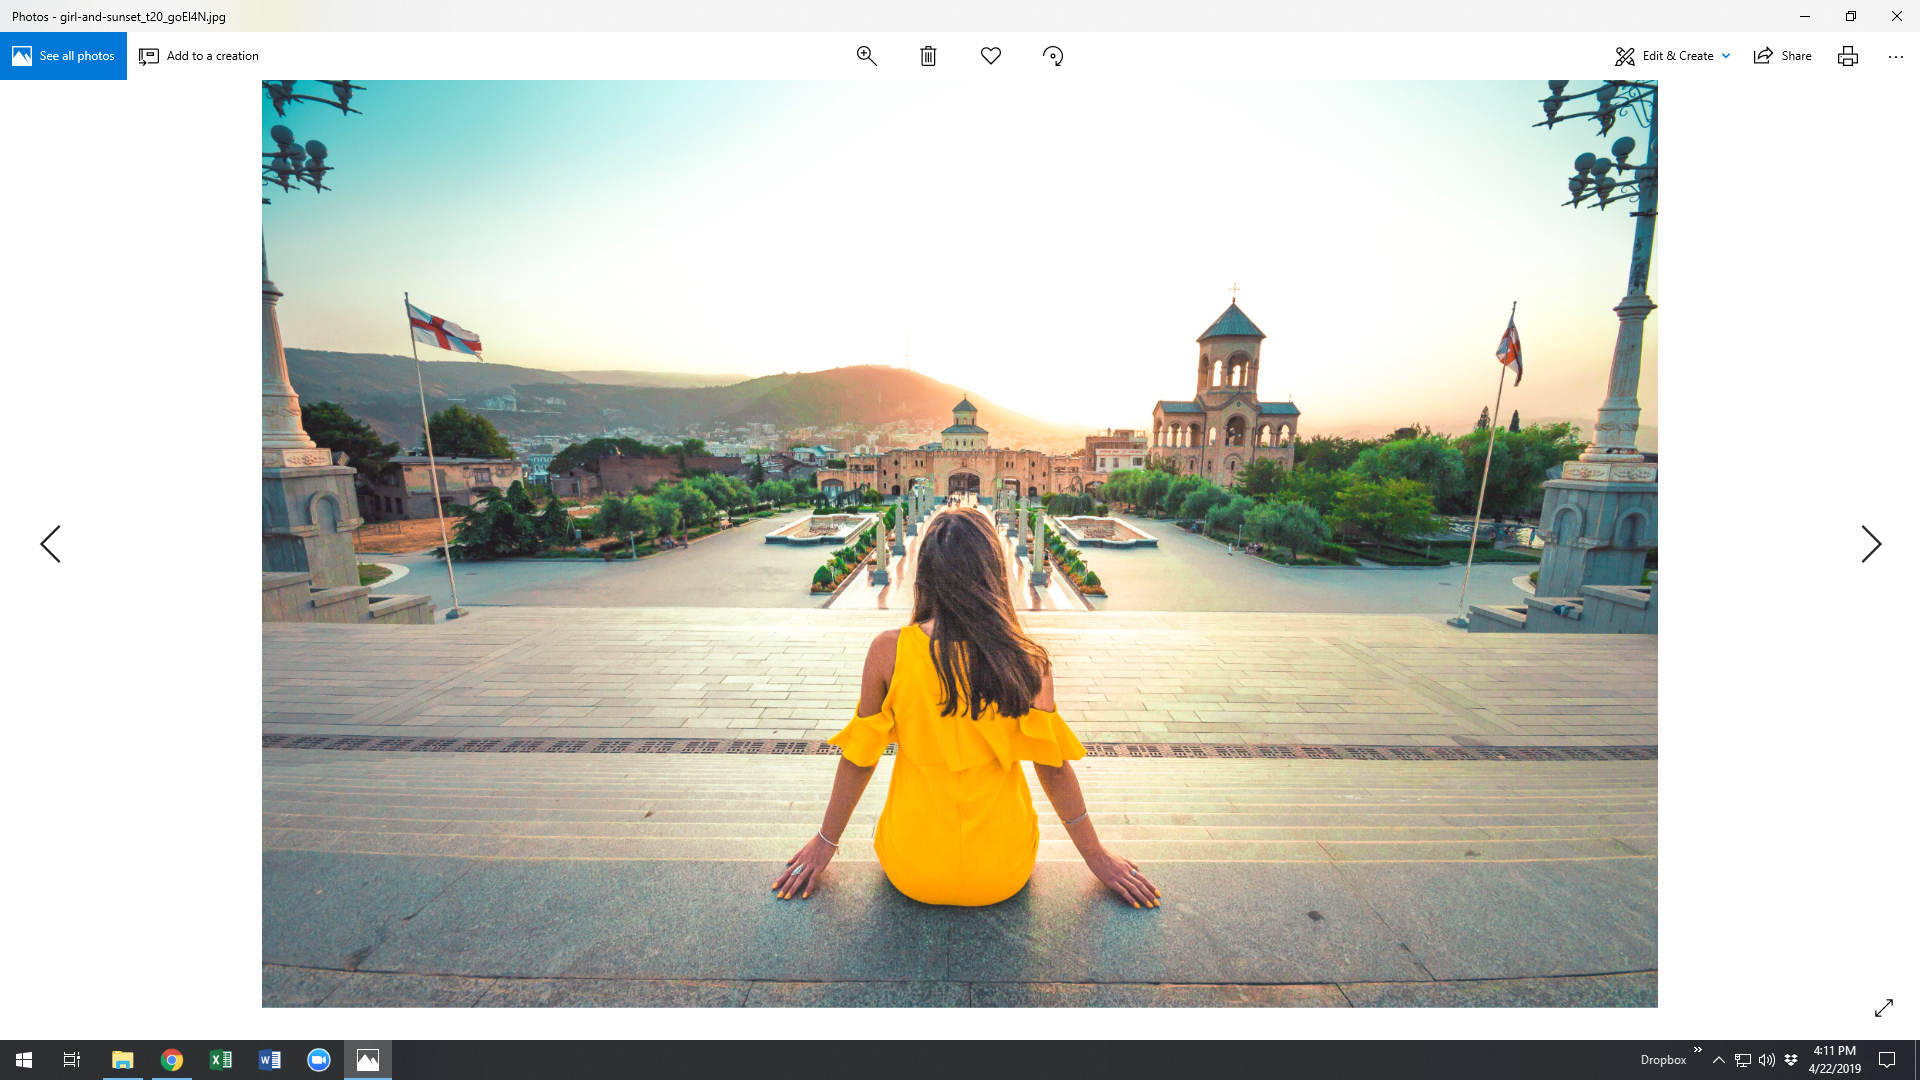 Photos - girl-and-sunset_t20_goEl4N.jpg
See all photos
Add to a creation
Edit & Create
Share
Dropbox
4:11 PM
4/22/2019